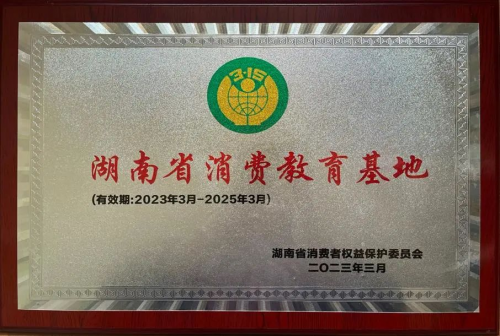 3·15
湖南省消费教育基地
(有效期:2023年3月-2025年3月)
湖南省消费者权益保护委员会
二〇二三年三月